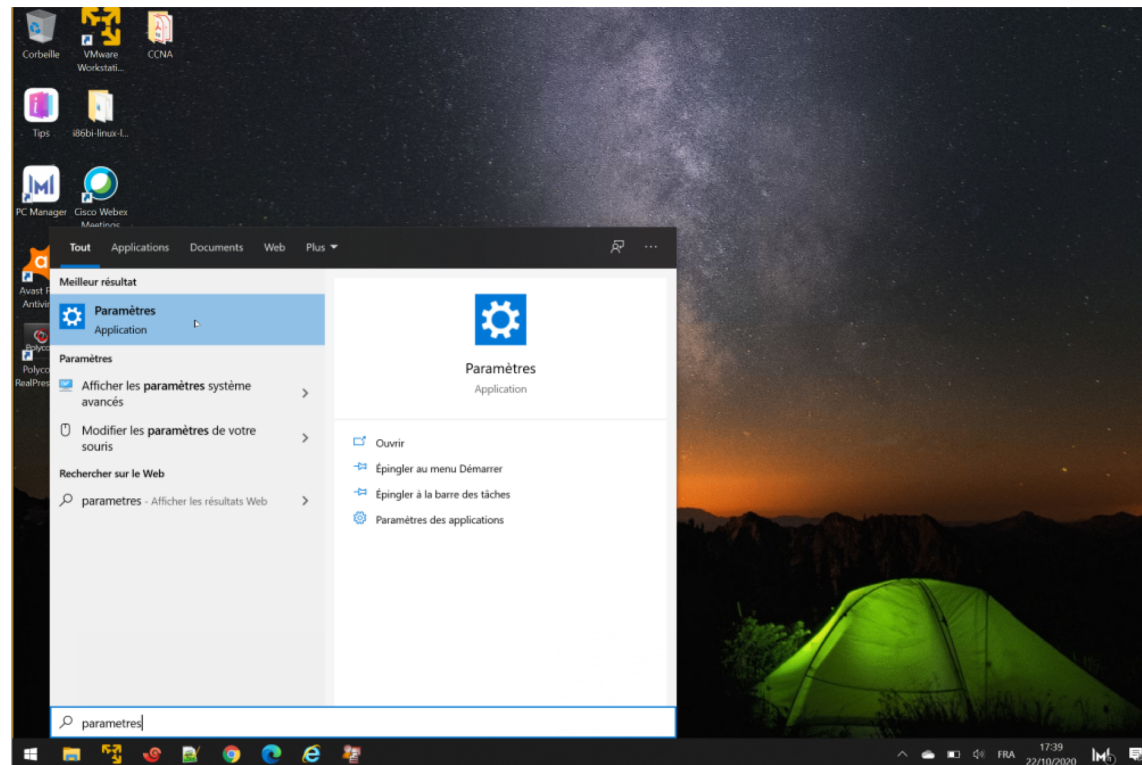 Corbeille
VMware
Workstati...
CCNA
Tips
i86bi-linux-l...
PC Manager
Cisco Webex
Meetings
Avast
Antivi
Polyco
RealPres
Tout Applications Documents Web Plus
Meilleur résultat
Paramètres
Application
Paramètres
Afficher les paramètres système
avancés
Modifier les paramètres de votre
souris
Rechercher sur le Web
parametres - Afficher les résultats Web
Paramètres
Application
Ouvrir
Épingler au menu Démarrer
Épingler à la barre des tâches
Paramètres des applications
parametres
FRA
17:39
22/10/2020